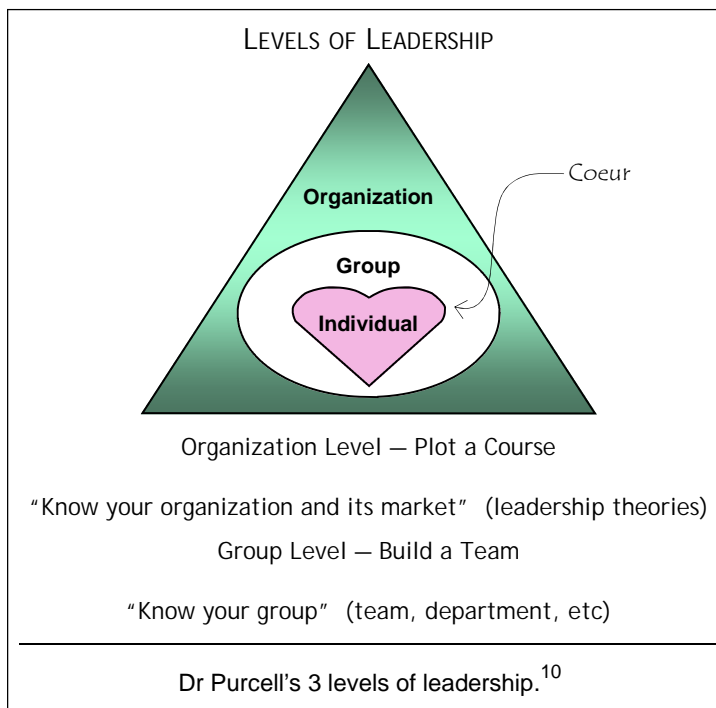 LEVELS OF LEADERSHIP
Coeur
Organization
Group
Individual
Organization Level — Plot a Course
“Know your organization and its market” (leadership theories)
Group Level — Build a Team
“Know your group” (team, department, etc)
Dr Purcell's 3 levels of leadership.10